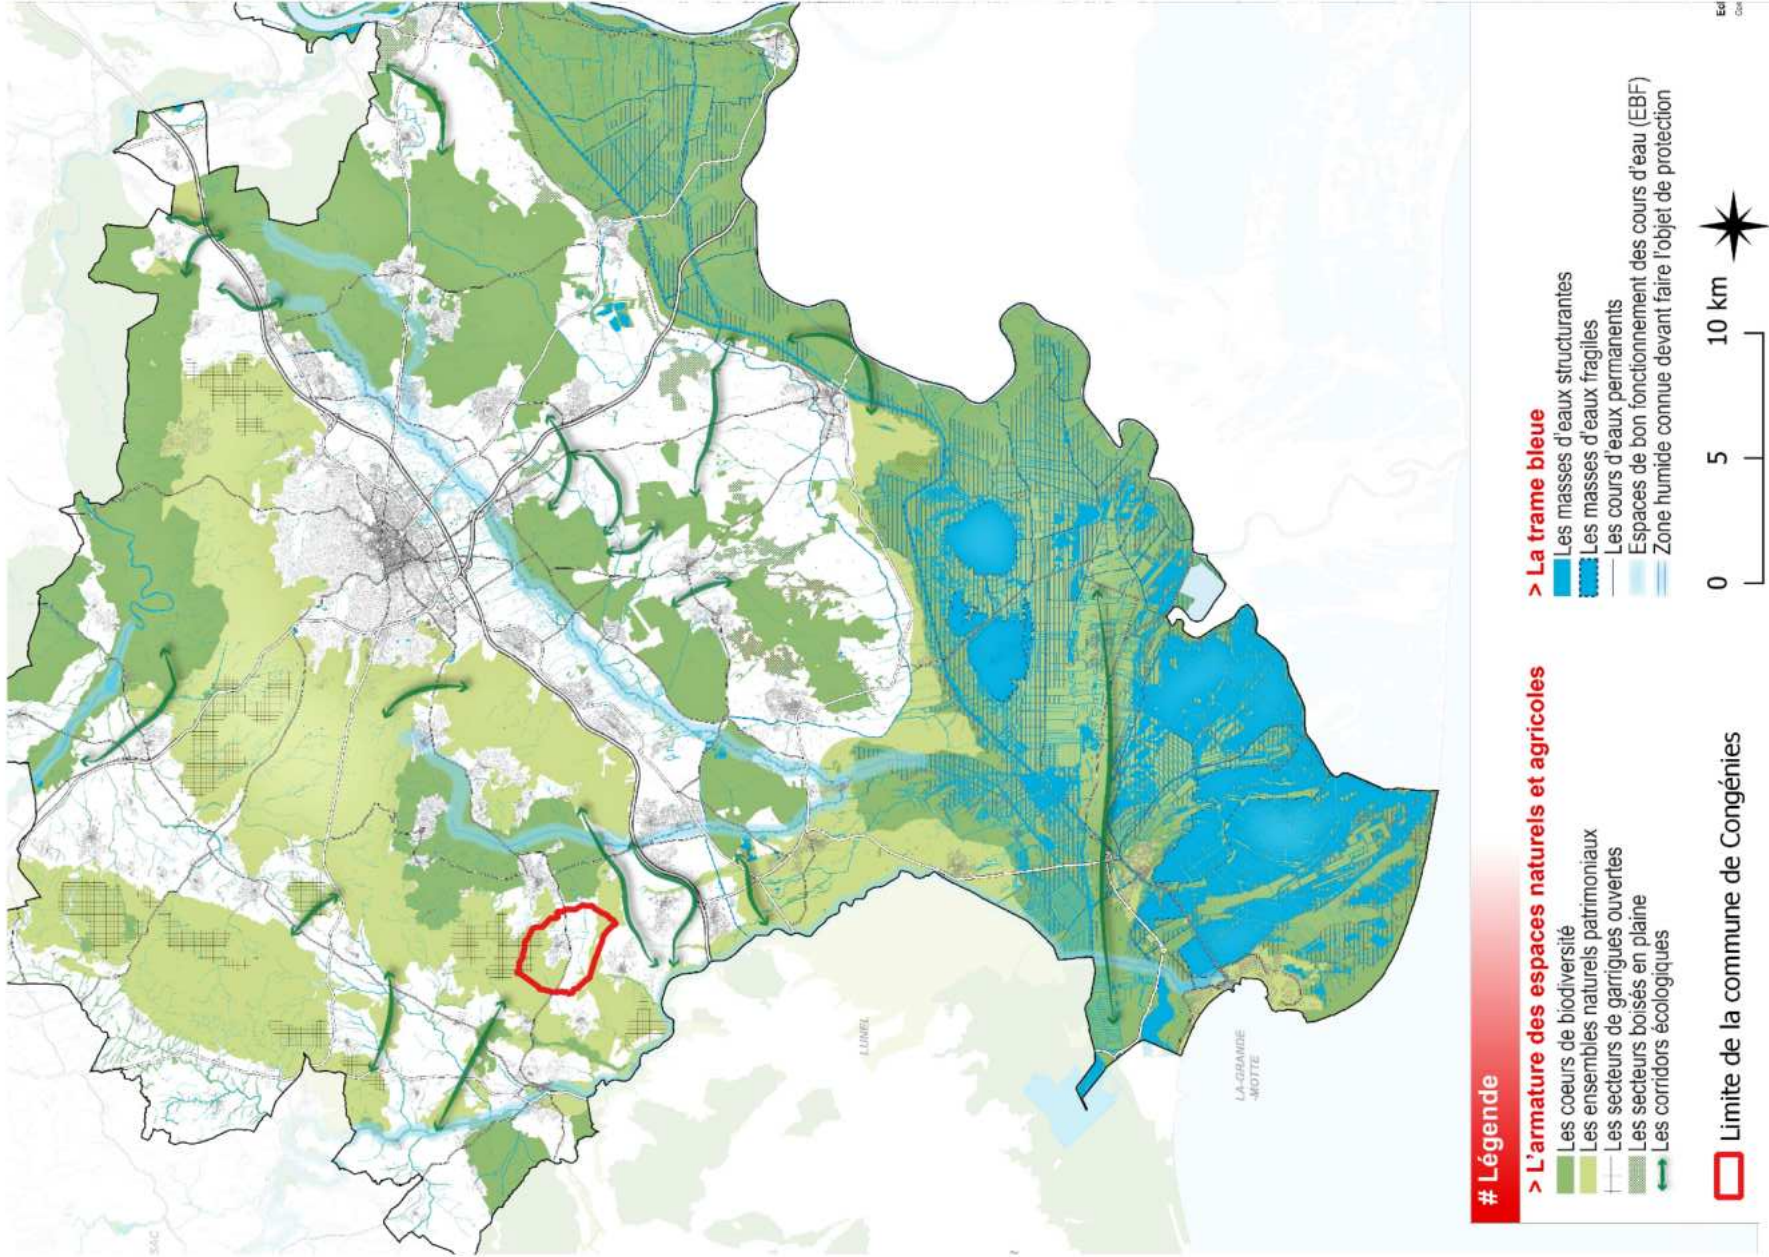 SAC
LUNEL
LA-GRANDE
-MOTTE
# Légende
> L'armature des espaces naturels et agricoles
Les coeurs de biodiversité
Les ensembles naturels patrimoniaux
Les secteurs de garrigues ouvertes
Les secteurs boisés en plaine
Les corridors écologiques
> La trame bleue
Les masses d'eaux structurantes
Les masses d'eaux fragiles
Les cours d'eaux permanents
Espaces de bon fonctionnement des cours d'eau (EBF)
Zone humide connue devant faire l'objet de protection
Limite de la commune de Congénies
0 5 10 km